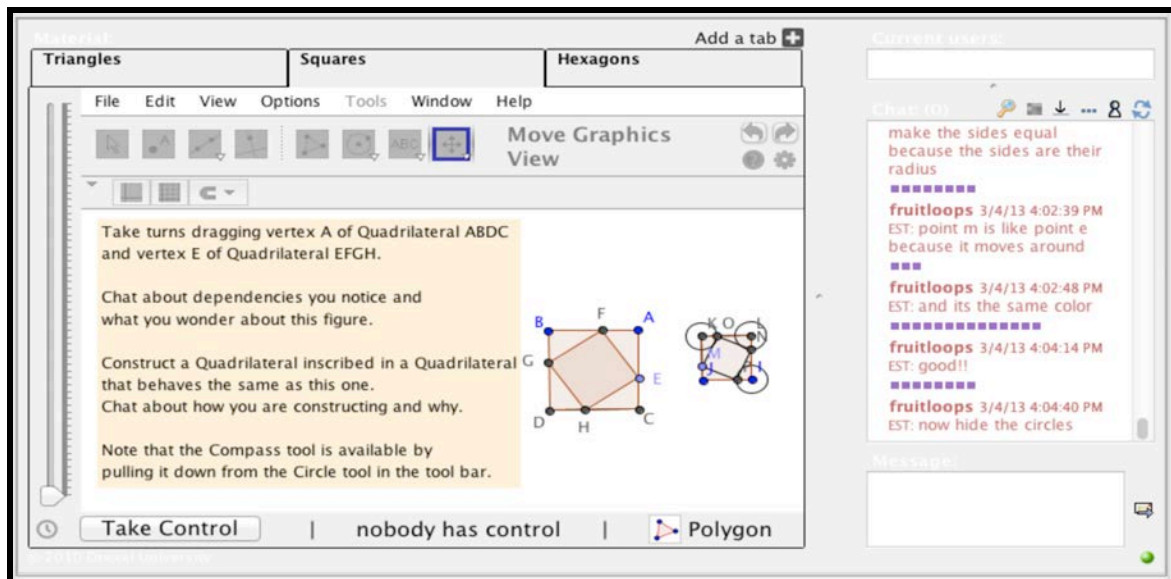 Material:
Add a tab
Current users:
Triangles
Squares
Hexagons
File Edit View Options Tools Window Help
ABC
Move Graphics
View
Chat (0)
make the sides equal
because the sides are their
radius
fruitloops 3/4/13 4:02:39 PM
EST: point m is like point e
because it moves around
fruitloops 3/4/13 4:02:48 PM
EST: and its the same color
fruitloops 3/4/13 4:04:14 PM
EST: good!!
fruitloops 3/4/13 4:04:40 PM
EST: now hide the circles
Take turns dragging vertex A of Quadrilateral ABDC
and vertex E of Quadrilateral EFGH.
Chat about dependencies you notice and
what you wonder about this figure.
Construct a Quadrilateral inscribed in a Quadrilateral
that behaves the same as this one.
Chat about how you are constructing and why.
Note that the Compass tool is available by
pulling it down from the Circle tool in the tool bar.
B F A
G E
D H C
K O L
N
M
J P I
Message:
Take Control | nobody has control | Polygon